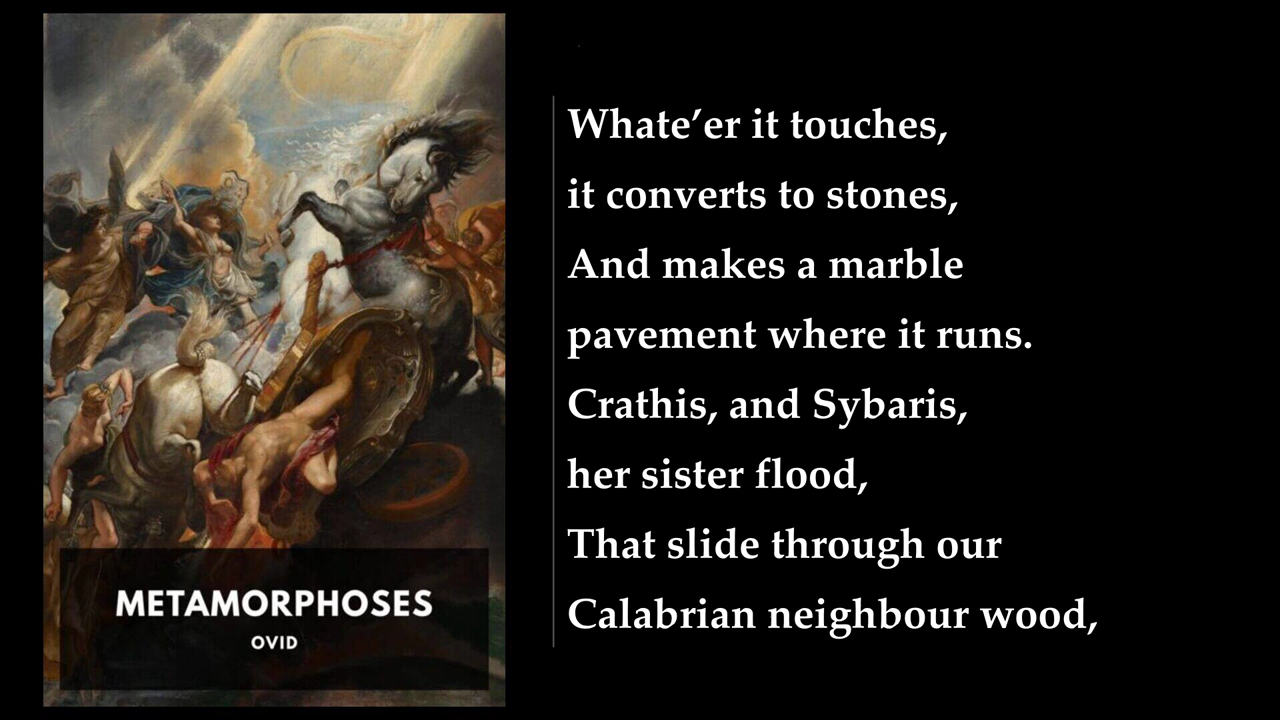 METAMORPHOSES
OVID
Whate’er it touches,
it converts to stones,
And makes a marble
pavement where it runs.
Crathis, and Sybaris,
her sister flood,
That slide through our
Calabrian neighbour wood,